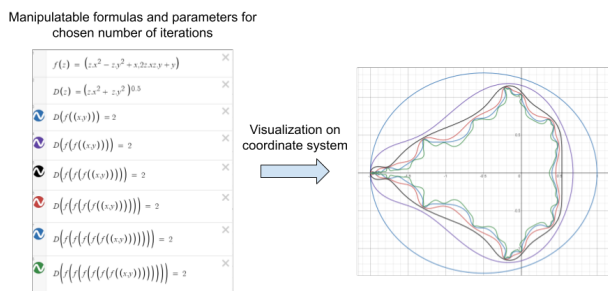 Manipulatable formulas and parameters for
chosen number of iterations
f(z) = (z.x² − z.y² + x,2z.xz.y + y)
D(z) = (z.x² + z.y²)^0.5
D(f((x,y))) = 2
D(f(f((x,y)))) = 2
D(f(f(f((x,y))))) = 2
D(f(f(f(f((x,y)))))) = 2
D(f(f(f(f(f((x,y))))))) = 2
D(f(f(f(f(f(f((x,y)))))))) = 2
Visualization on
coordinate system